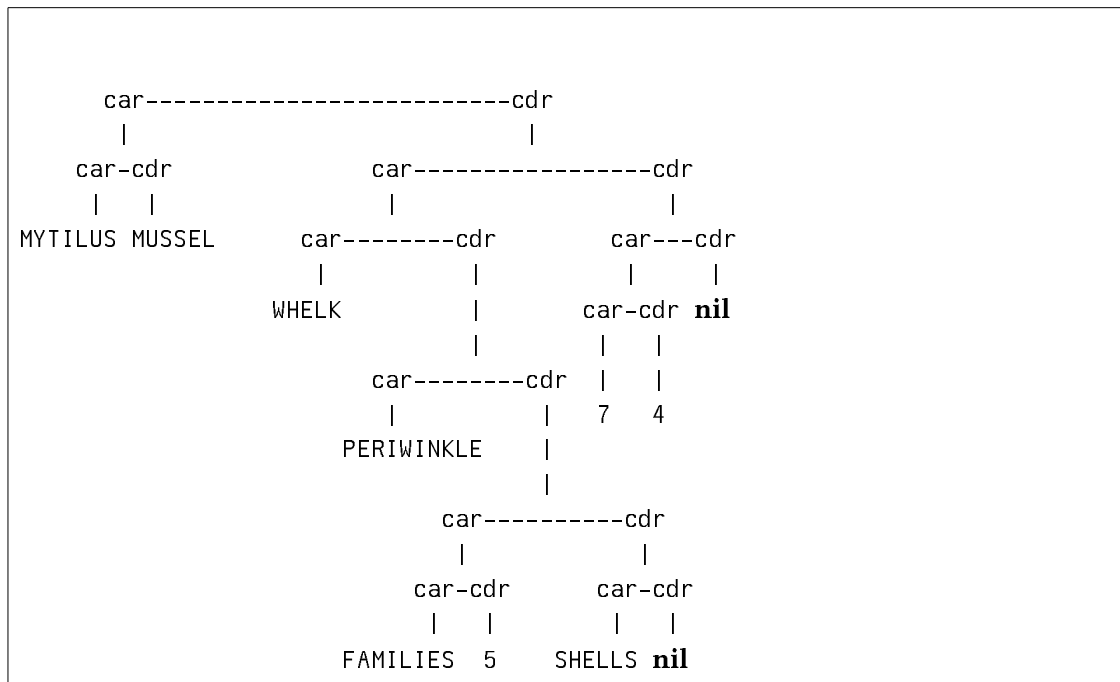 car--------------------------cdr
|                             |
car-cdr              car-----------------cdr
|   |                |                    |
MYTILUS MUSSEL      car--------cdr        car---cdr
|          |          |     |
WHELK         |        car-cdr nil
|         |   |
car--------cdr  |   |
|          |   7   4
PERIWINKLE     |
|
car----------cdr
|            |
car-cdr      car-cdr
|   |        |   |
FAMILIES  5    SHELLS nil